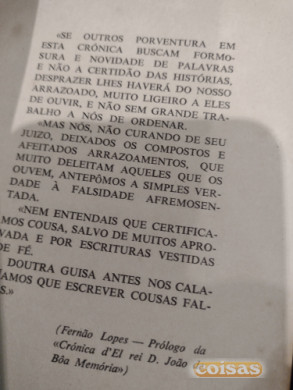 «SE OUTROS PORVENTURA EM
ESTA CRÓNICA BUSCAM FORMO-
SURA E NOVIDADE DE PALAVRAS
E NÃO A CERTIDÃO DAS HISTÓRIAS,
DESPRAZER LHES HAVERÁ DO NOSSO
ARRAZOADO, MUITO LIGEIRO A ELES
DE OUVIR, E NÃO SEM GRANDE TRA-
BALHO A NÓS DE ORDENAR.
«MAS NÓS, NÃO CURANDO DE SEU
JUIZO, DEIXADOS OS COMPOSTOS E
AFEITADOS ARRAZOAMENTOS, QUE
MUITO DELEITAM AQUELES QUE OS
OUVEM, ANTEPÕMOS A SIMPLES VER-
DADE À FALSIDADE AFREMOSEN-
TADA.
«NEM ENTENDAIS QUE CERTIFICA-
MOS COUSA, SALVO DE MUITOS APRO-
VADA E POR ESCRITURAS VESTIDAS
DE FÉ.
DOUTRA GUISA ANTES NOS CALA-
ÍAMOS QUE ESCREVER COUSAS FAL-
AS.»
(Fernão Lopes — Prólogo da
«Crónica d'El rei D. João de
Bôa Memória»)
coisas